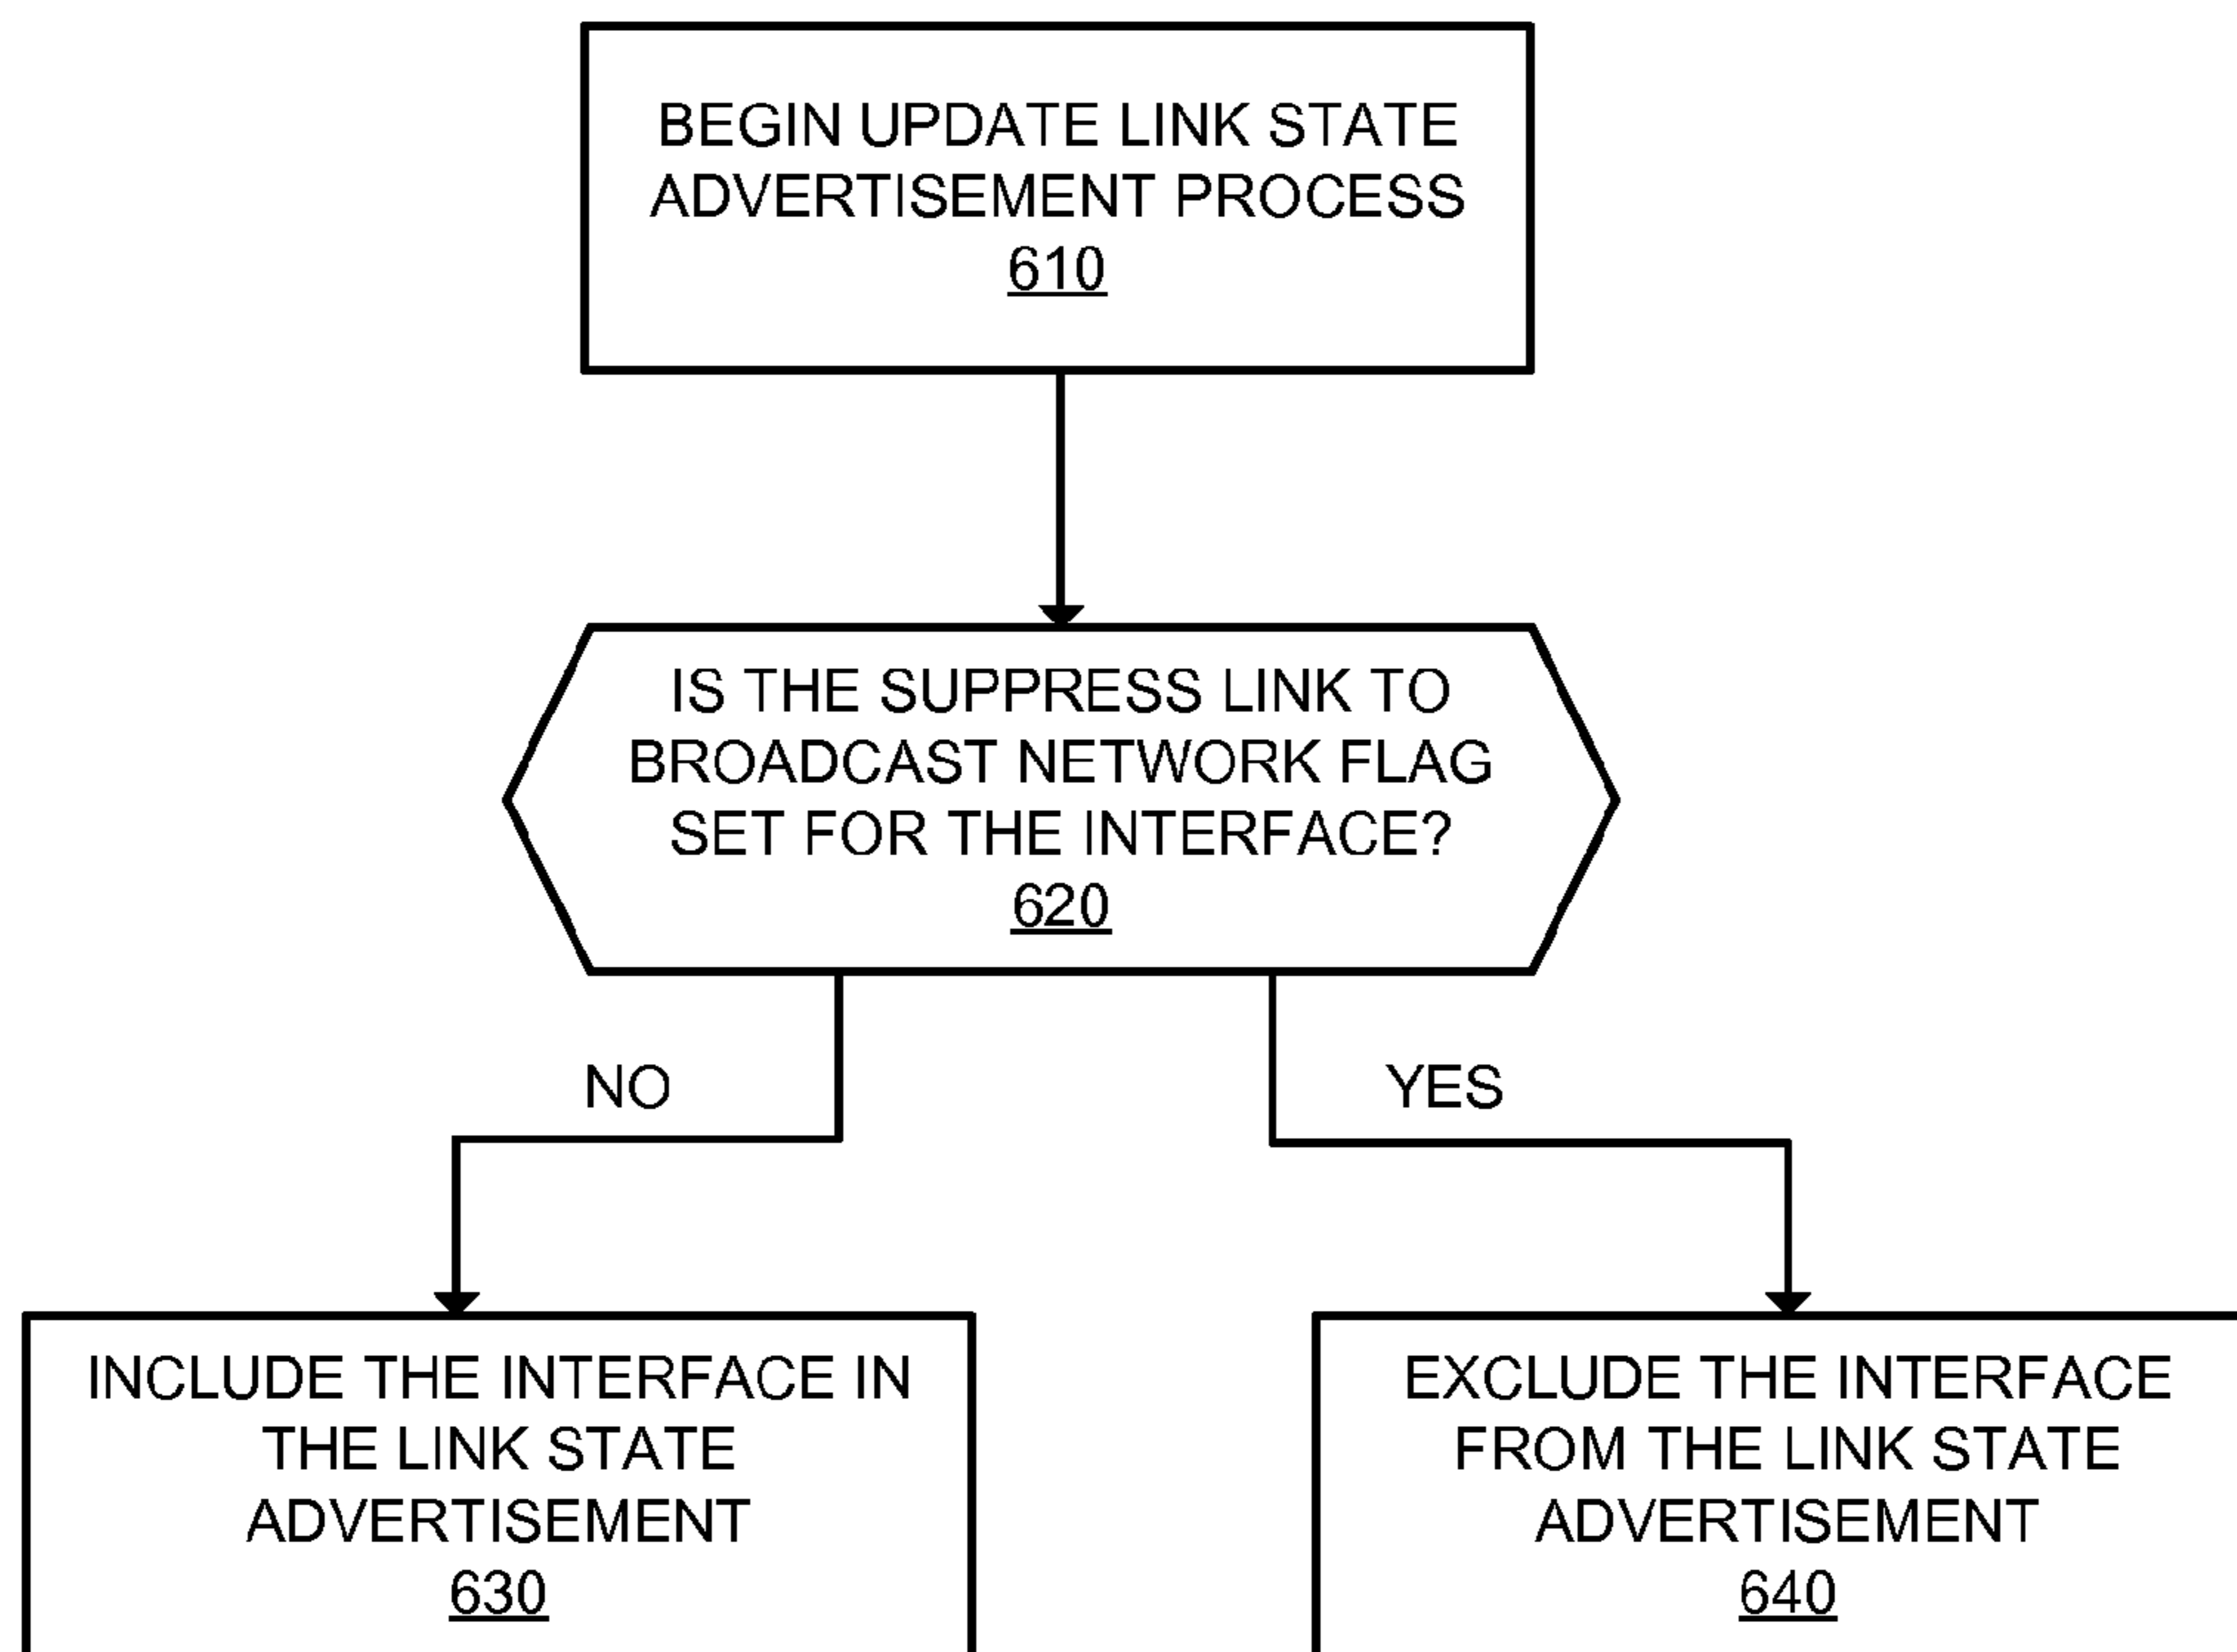 BEGIN UPDATE LINK STATE
ADVERTISEMENT PROCESS
610
IS THE SUPPRESS LINK TO
BROADCAST NETWORK FLAG
SET FOR THE INTERFACE?
620
NO
YES
INCLUDE THE INTERFACE IN
THE LINK STATE
ADVERTISEMENT
630
EXCLUDE THE INTERFACE
FROM THE LINK STATE
ADVERTISEMENT
640